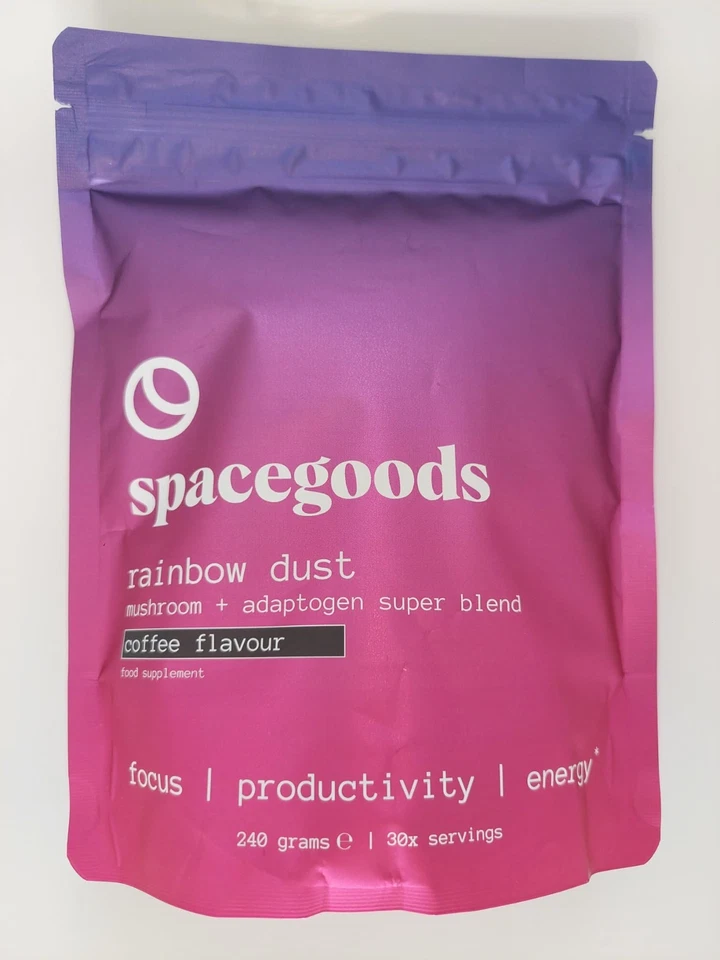 spacegoods
rainbow dust
mushroom + adaptogen super blend
coffee flavour
food supplement
focus | productivity | energy*
240 grams ℮ | 30x servings